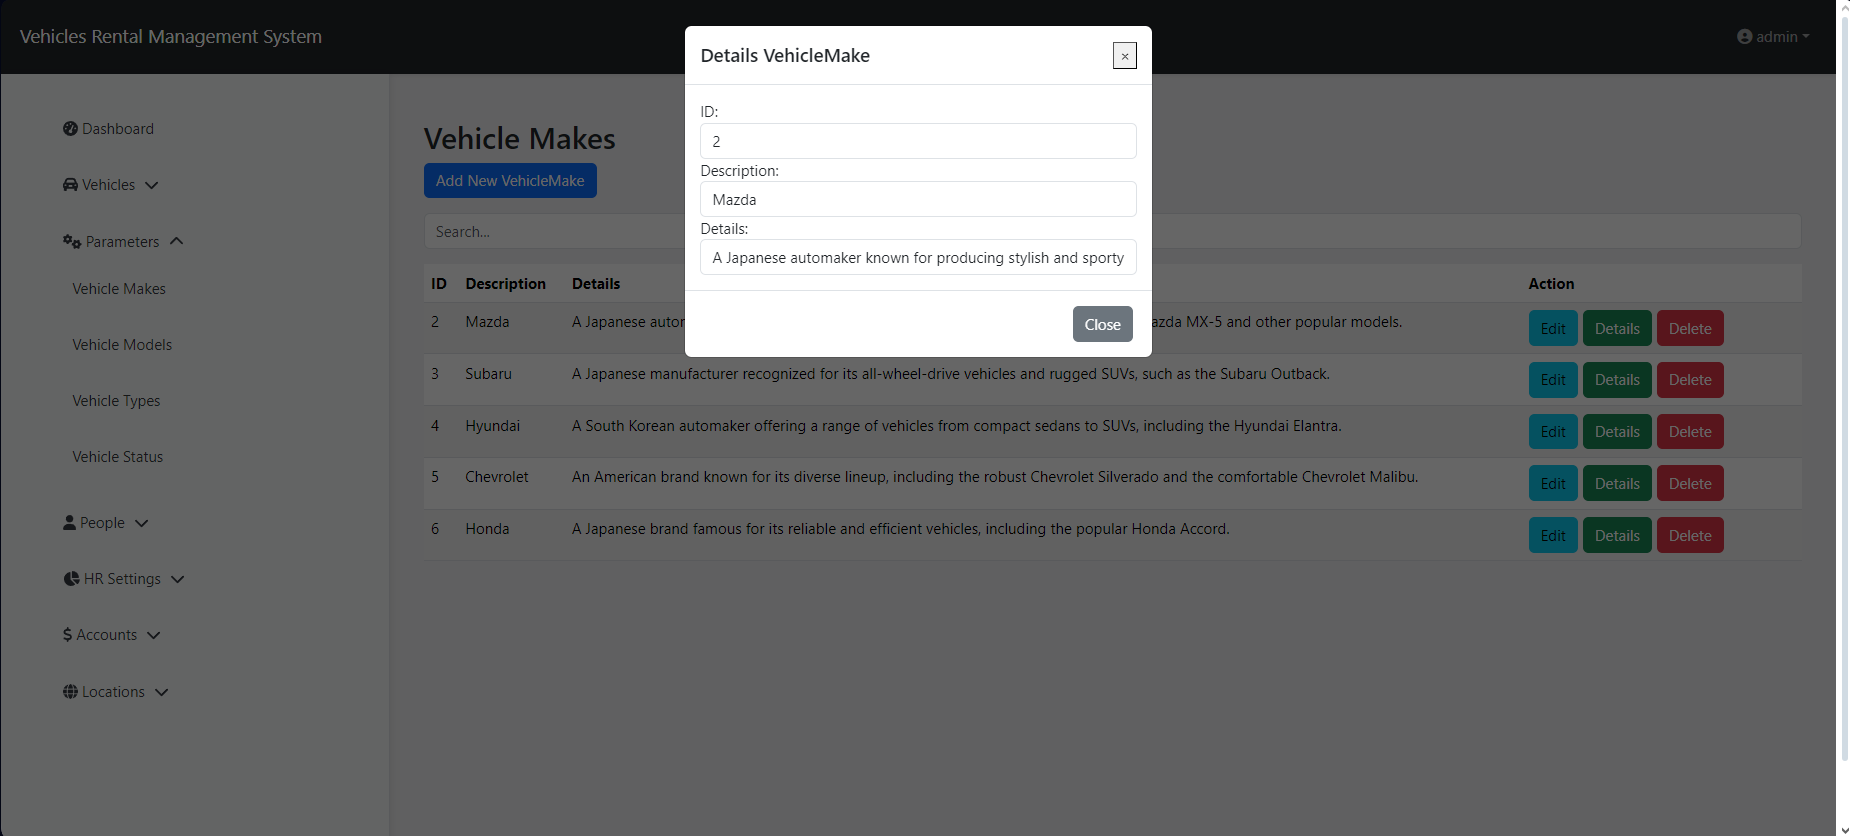 Vehicles Rental Management System
admin
Details VehicleMake
×
ID:
2
Description:
Mazda
Details:
A Japanese automaker known for producing stylish and sporty
Close
Dashboard
Vehicles
Parameters
Vehicle Makes
Vehicle Models
Vehicle Types
Vehicle Status
People
HR Settings
$ Accounts
Locations
Vehicle Makes
Add New VehicleMake
Search...
ID Description Details Action
2 Mazda A Japanese auto azda MX-5 and other popular models. Edit Details Delete
3 Subaru A Japanese manufacturer recognized for its all-wheel-drive vehicles and rugged SUVs, such as the Subaru Outback. Edit Details Delete
4 Hyundai A South Korean automaker offering a range of vehicles from compact sedans to SUVs, including the Hyundai Elantra. Edit Details Delete
5 Chevrolet An American brand known for its diverse lineup, including the robust Chevrolet Silverado and the comfortable Chevrolet Malibu. Edit Details Delete
6 Honda A Japanese brand famous for its reliable and efficient vehicles, including the popular Honda Accord. Edit Details Delete